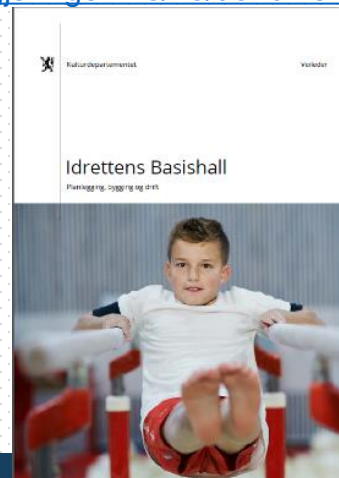 Kulturdepartementet
Veileder
Idrettens Basishall
Planlegging, bygging og drift